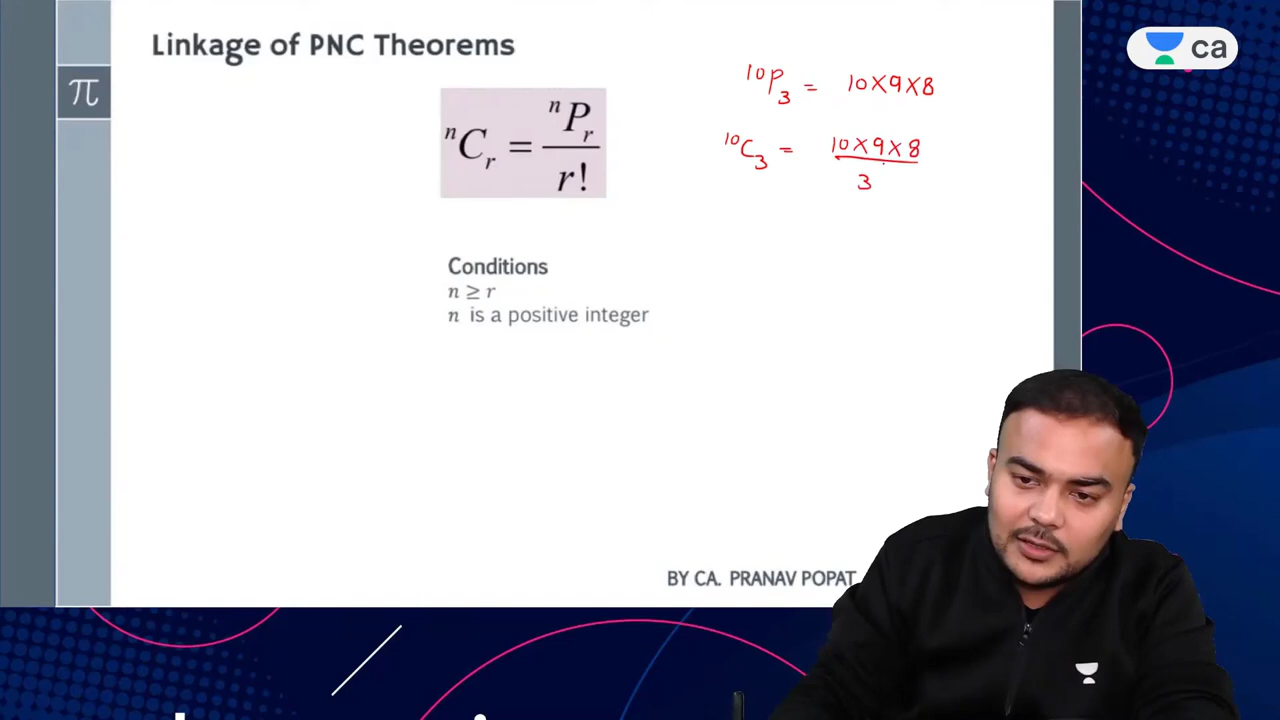 Linkage of PNC Theorems
ca
π
ⁿCᵣ = ⁿPᵣ / r!
¹⁰P₃ = 10×9×8
¹⁰C₃ = 10×9×8 / 3
Conditions
n ≥ r
n is a positive integer
BY CA. PRANAV POPAT